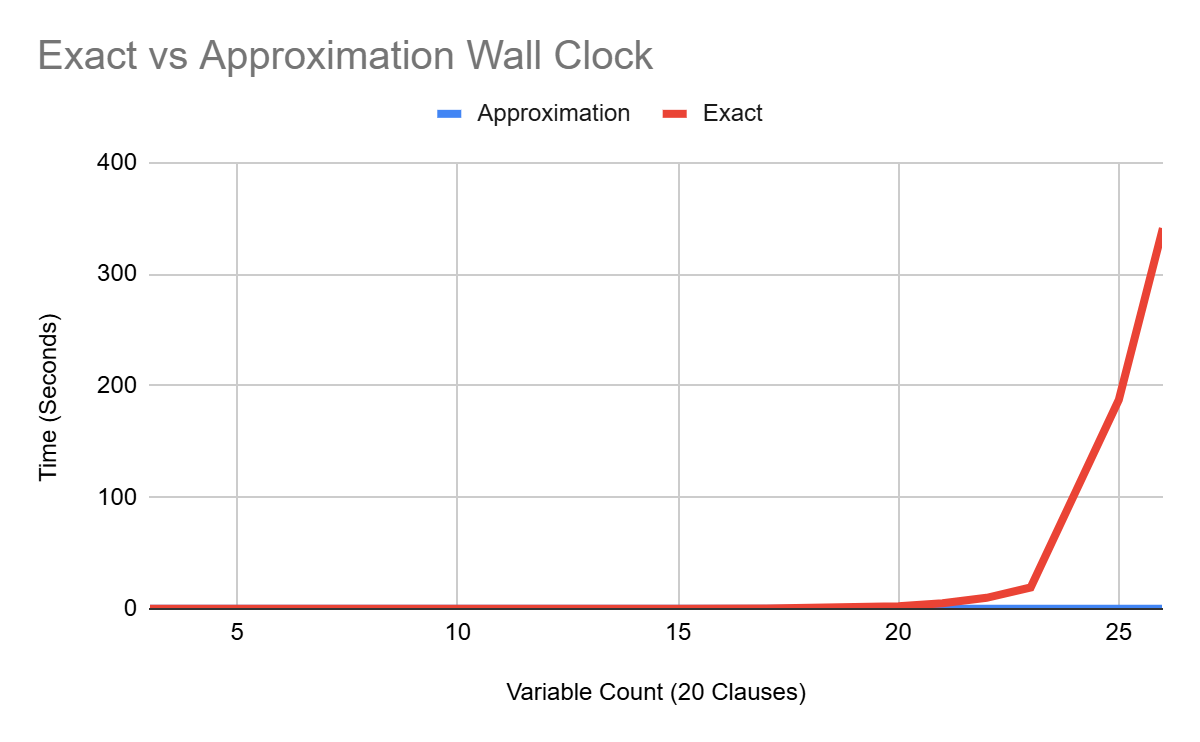 Exact vs Approximation Wall Clock
Approximation Exact
400
300
200
100
0
Time (Seconds)
5 10 15 20 25
Variable Count (20 Clauses)